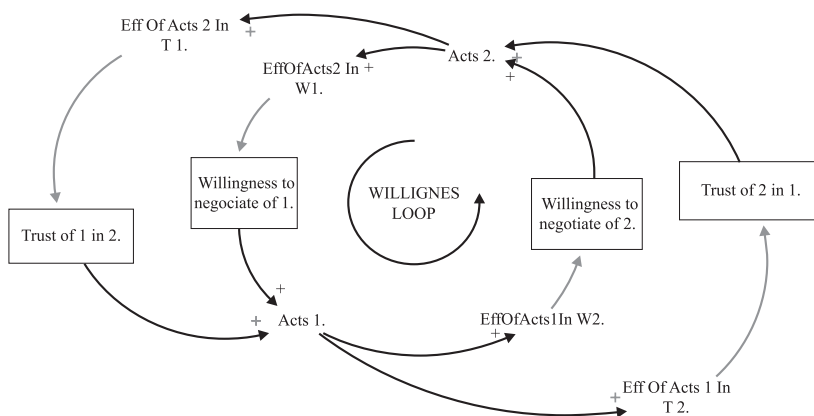 Eff Of Acts 2 In
T 1.
+
Acts 2.
+
+
EffOfActs2 In +
W1.
Willingness to
negociate of 1.
WILLIGNES
LOOP
Willingness to
negotiate of 2.
Trust of 2 in 1.
Trust of 1 in 2.
+
+
Acts 1.
EffOfActs1In W2.
+
+
Eff Of Acts 1 In
T 2.